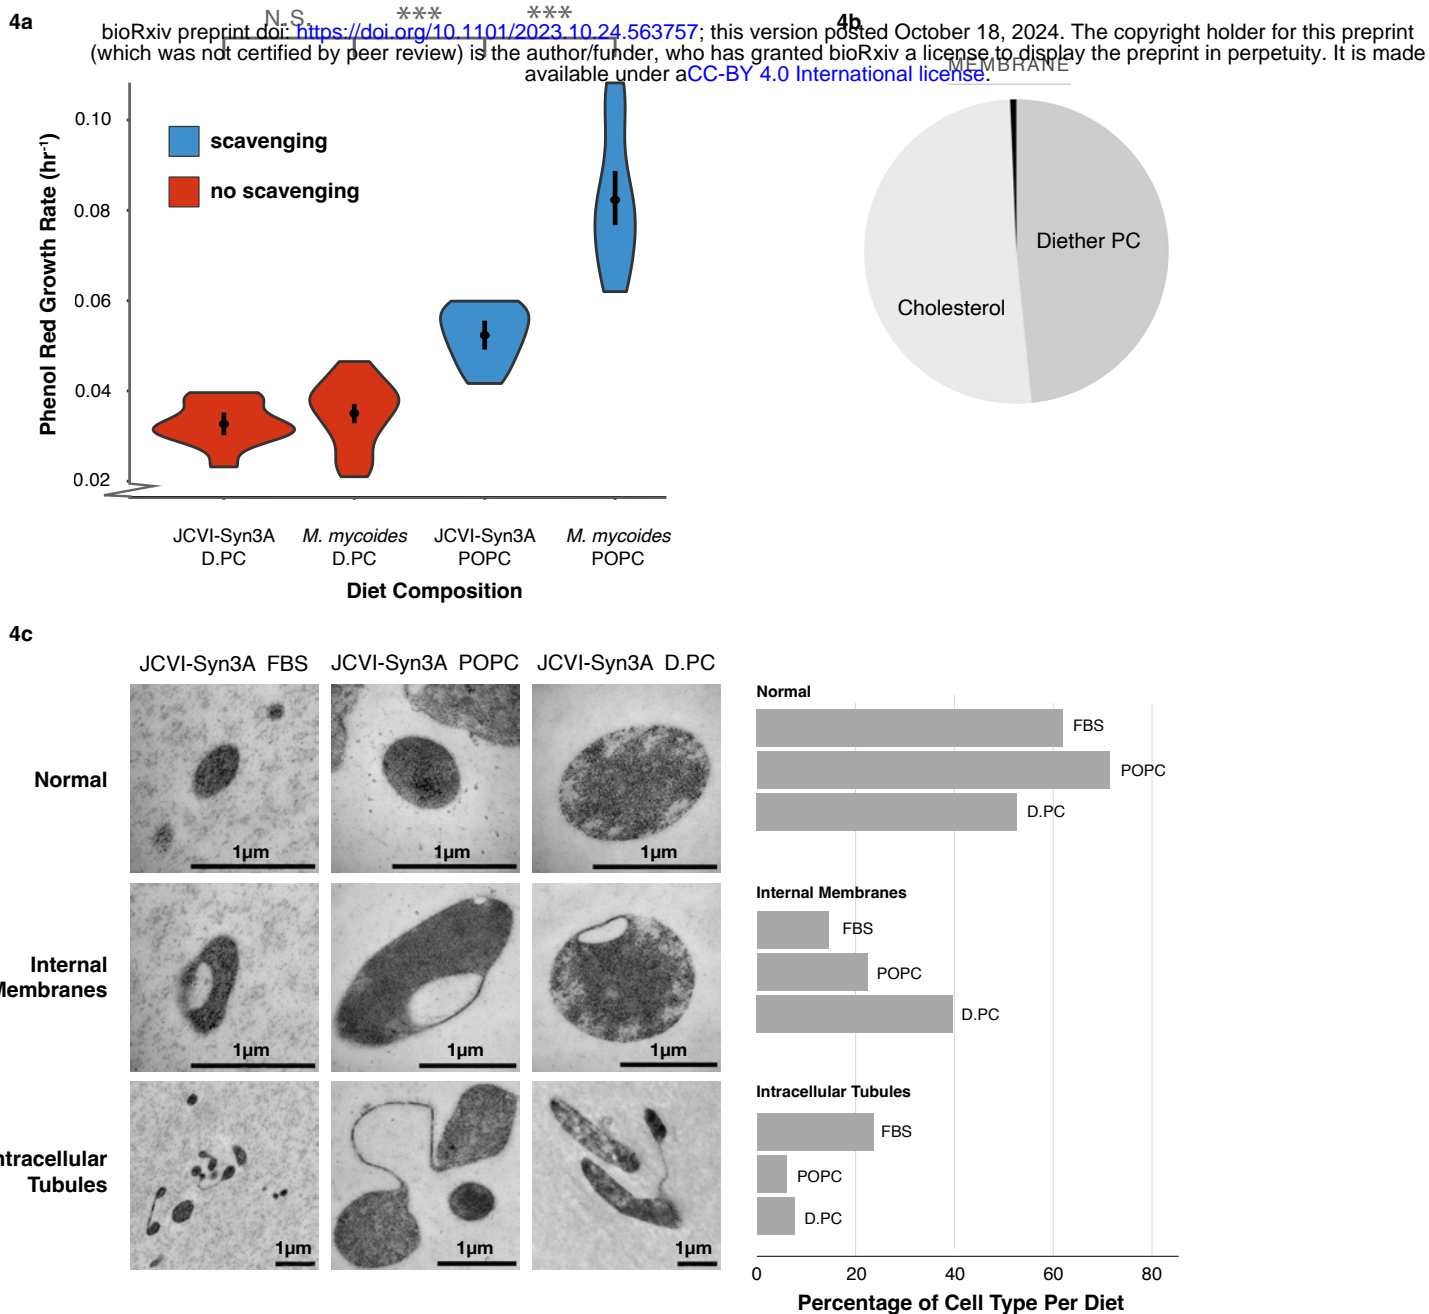 4a
N.S.
***
***
4b
bioRxiv preprint doi: https://doi.org/10.1101/2023.10.24.563757; this version posted October 18, 2024. The copyright holder for this preprint
(which was not certified by peer review) is the author/funder, who has granted bioRxiv a license to display the preprint in perpetuity. It is made
available under aCC-BY 4.0 International license.
MEMBRANE
Phenol Red Growth Rate (hr-1)
0.10
0.08
0.06
0.04
0.02
scavenging
no scavenging
JCVI-Syn3A
D.PC
M. mycoides
D.PC
JCVI-Syn3A
POPC
M. mycoides
POPC
Diet Composition
Diether PC
Cholesterol
4c
JCVI-Syn3A FBS
JCVI-Syn3A POPC
JCVI-Syn3A D.PC
Normal
1µm
1µm
1µm
Internal
Membranes
1µm
1µm
1µm
ntracellular
Tubules
1µm
1µm
1µm
Normal
FBS
POPC
D.PC
Internal Membranes
FBS
POPC
D.PC
Intracellular Tubules
FBS
POPC
D.PC
0
20
40
60
80
Percentage of Cell Type Per Diet